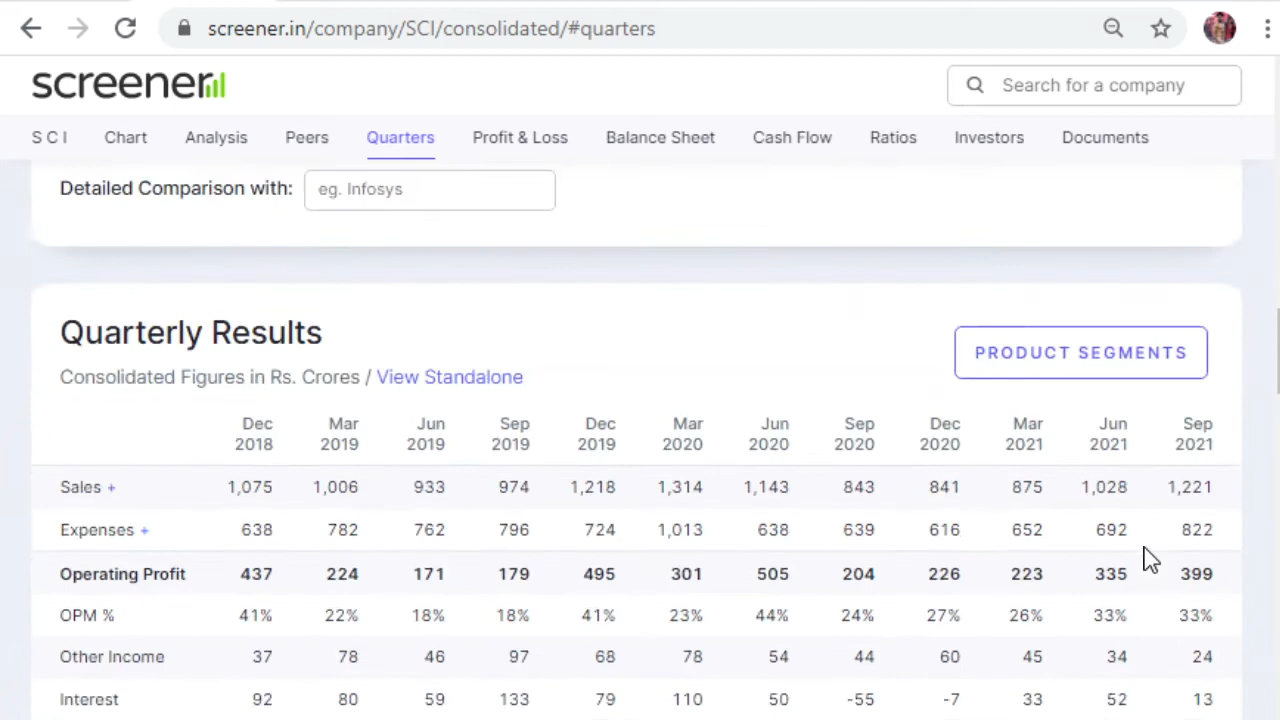 screener.in/company/SCI/consolidated/#quarters
screener
Search for a company
S C I Chart Analysis Peers Quarters Profit & Loss Balance Sheet Cash Flow Ratios Investors Documents
Detailed Comparison with: eg. Infosys
Quarterly Results
PRODUCT SEGMENTS
Consolidated Figures in Rs. Crores / View Standalone
Dec Mar Jun Sep Dec Mar Jun Sep Dec Mar Jun Sep
2018 2019 2019 2019 2019 2020 2020 2020 2020 2021 2021 2021
Sales + 1,075 1,006 933 974 1,218 1,314 1,143 843 841 875 1,028 1,221
Expenses + 638 782 762 796 724 1,013 638 639 616 652 692 822
Operating Profit 437 224 171 179 495 301 505 204 226 223 335 399
OPM % 41% 22% 18% 18% 41% 23% 44% 24% 27% 26% 33% 33%
Other Income 37 78 46 97 68 78 54 44 60 45 34 24
Interest 92 80 59 133 79 110 50 -55 -7 33 52 13